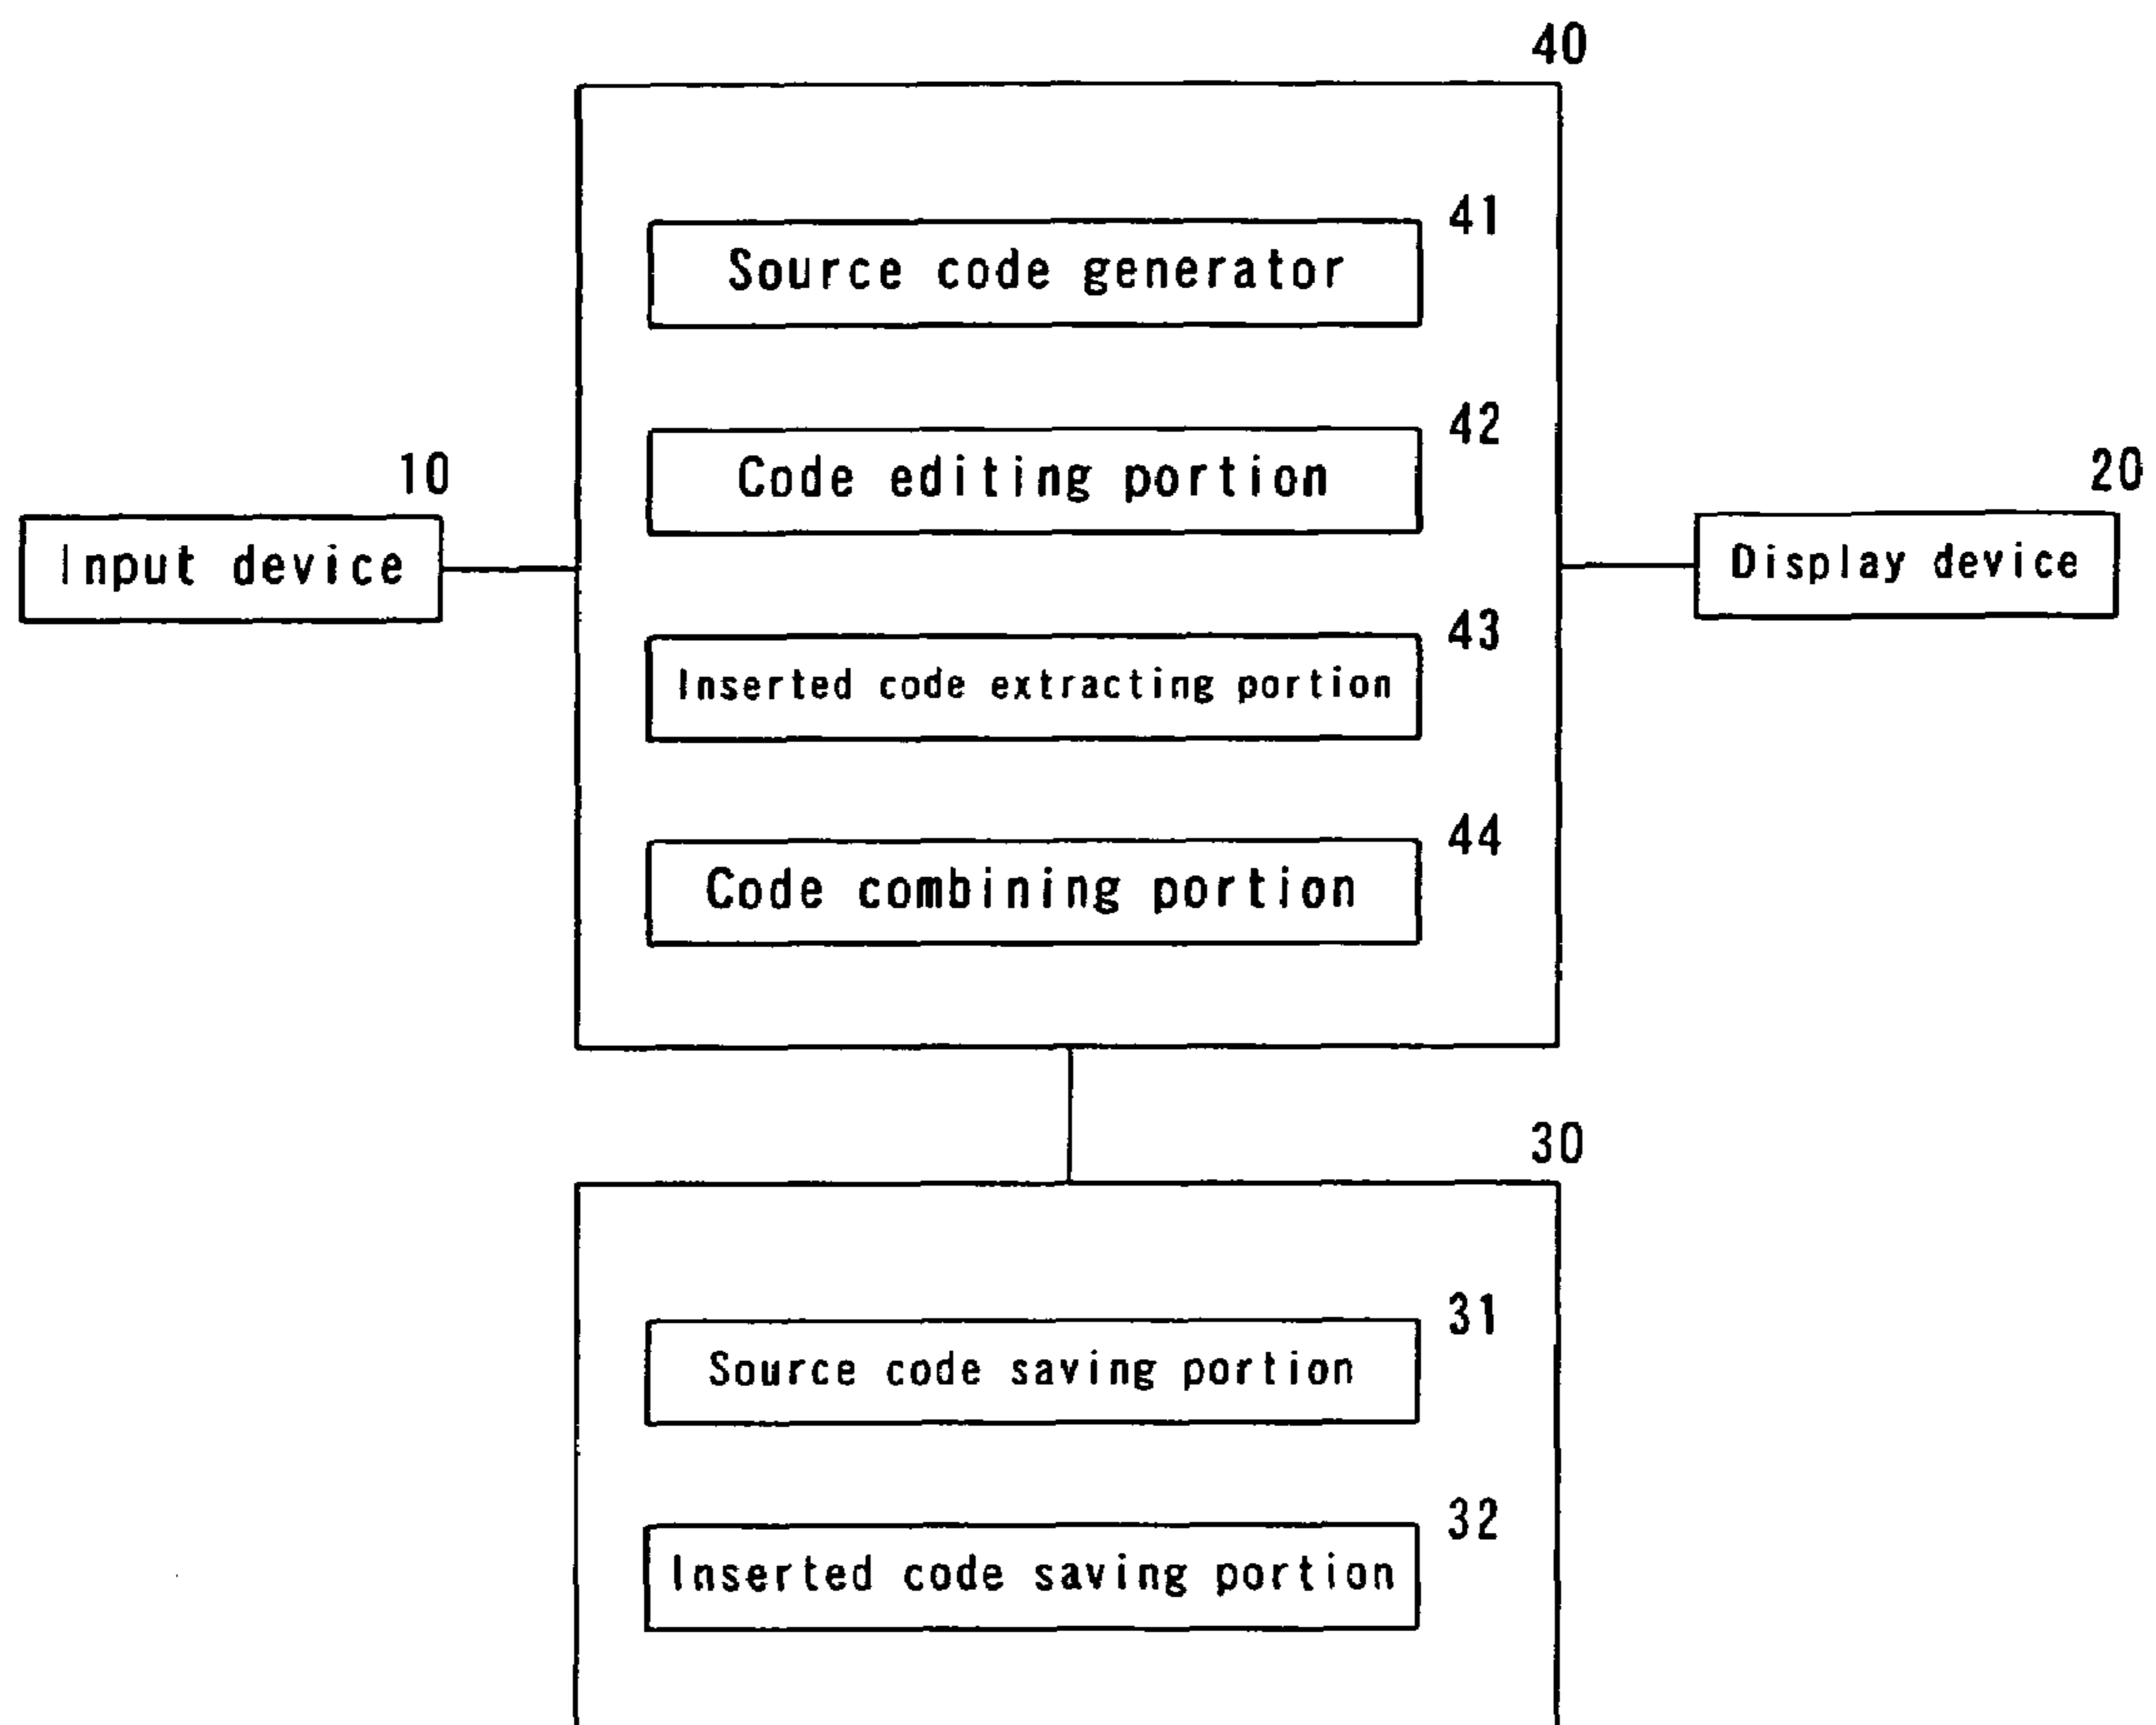 40
41
Source code generator
42
Code editing portion
10
Input device
20
Display device
43
Inserted code extracting portion
44
Code combining portion
30
31
Source code saving portion
32
Inserted code saving portion